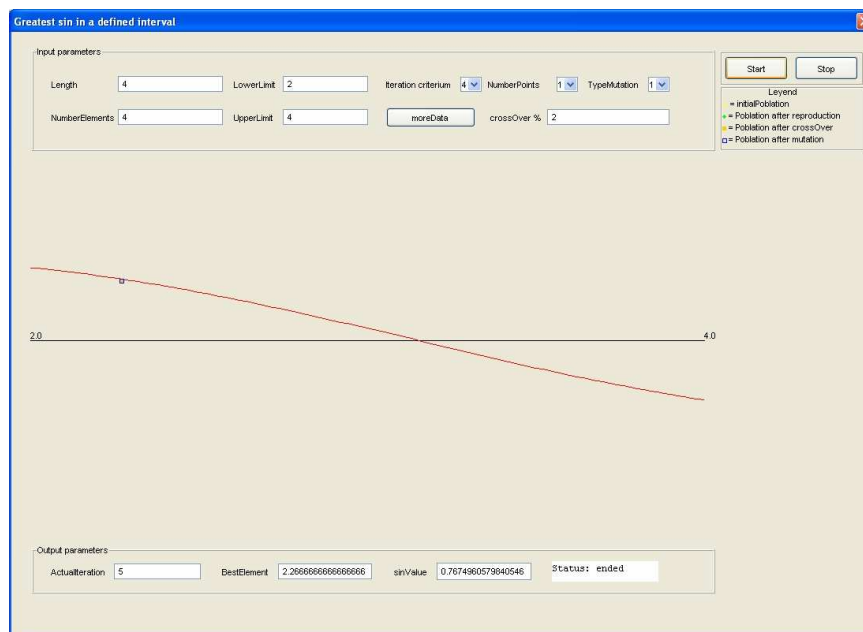 Greatest sin in a defined interval
Input parameters
Length 4 LowerLimit 2 Iteration criterium 4 NumberPoints 1 TypeMutation 1
NumberElements 4 UpperLimit 4 moreData crossOver % 2
Start Stop
Leyend
= initialPoblation
= Poblation after reproduction
= Poblation after crossOver
= Poblation after mutation
2.0 4.0
Output parameters
ActualIteration 5 BestElement 2.2666666666666666 sinValue 0.7674960579840546 Status: ended